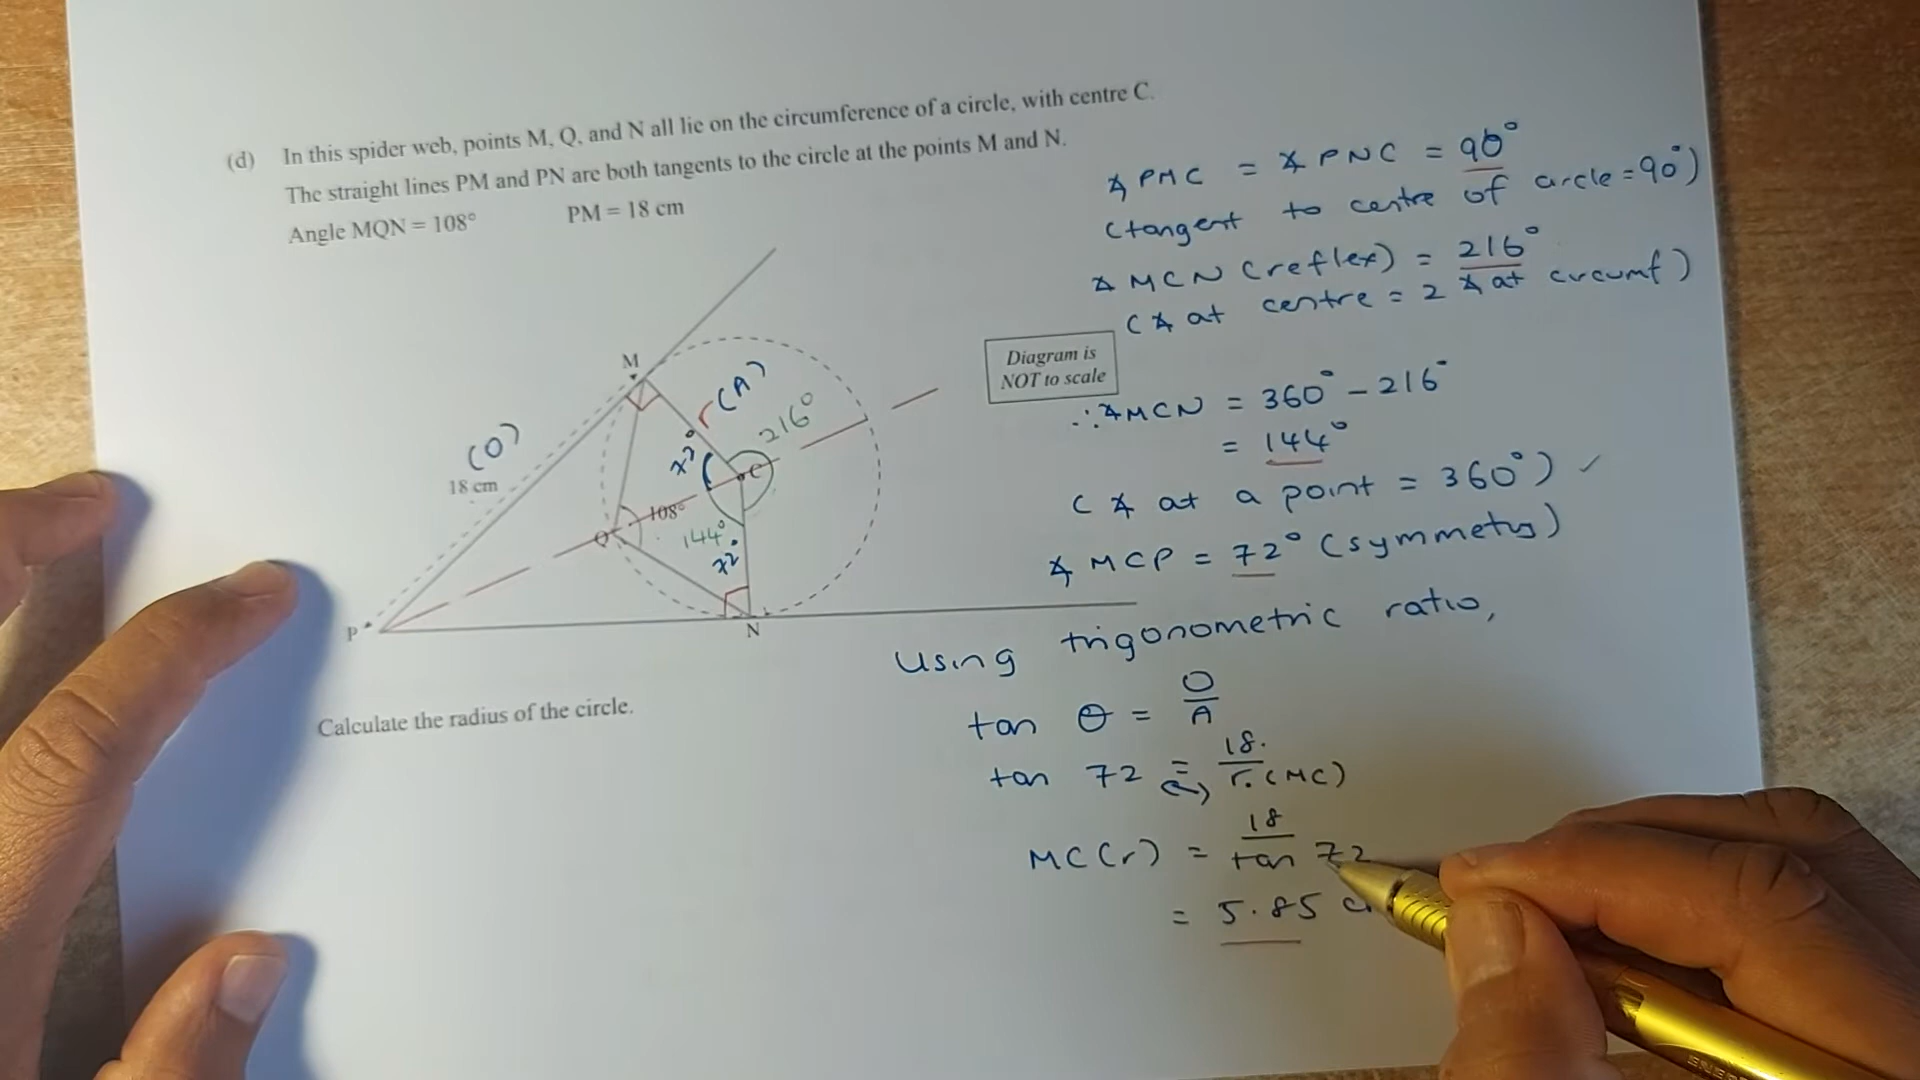 (d) In this spider web, points M, Q, and N all lie on the circumference of a circle, with centre C.
The straight lines PM and PN are both tangents to the circle at the points M and N.
Angle MQN = 108° PM = 18 cm
M
(O)
18 cm
r(A)
216°
x°
C
108°
Q
144°
x°
P
N
Diagram is
NOT to scale
Calculate the radius of the circle.
∡ PMC = ∡ PNC = 90°
(tangent to centre of circle = 90°)
∡ MCN (reflex) = 216°
(∡ at centre = 2 ∡ at circumf)
∴ ∡MCN = 360° - 216°
= 144°
(∡ at a point = 360°) ✓
∡ MCP = 72° (symmetry)
Using trigonometric ratio,
tan θ = O/A
tan 72 = 18/r (MC)
MC(r) = 18/tan 72
= 5.85